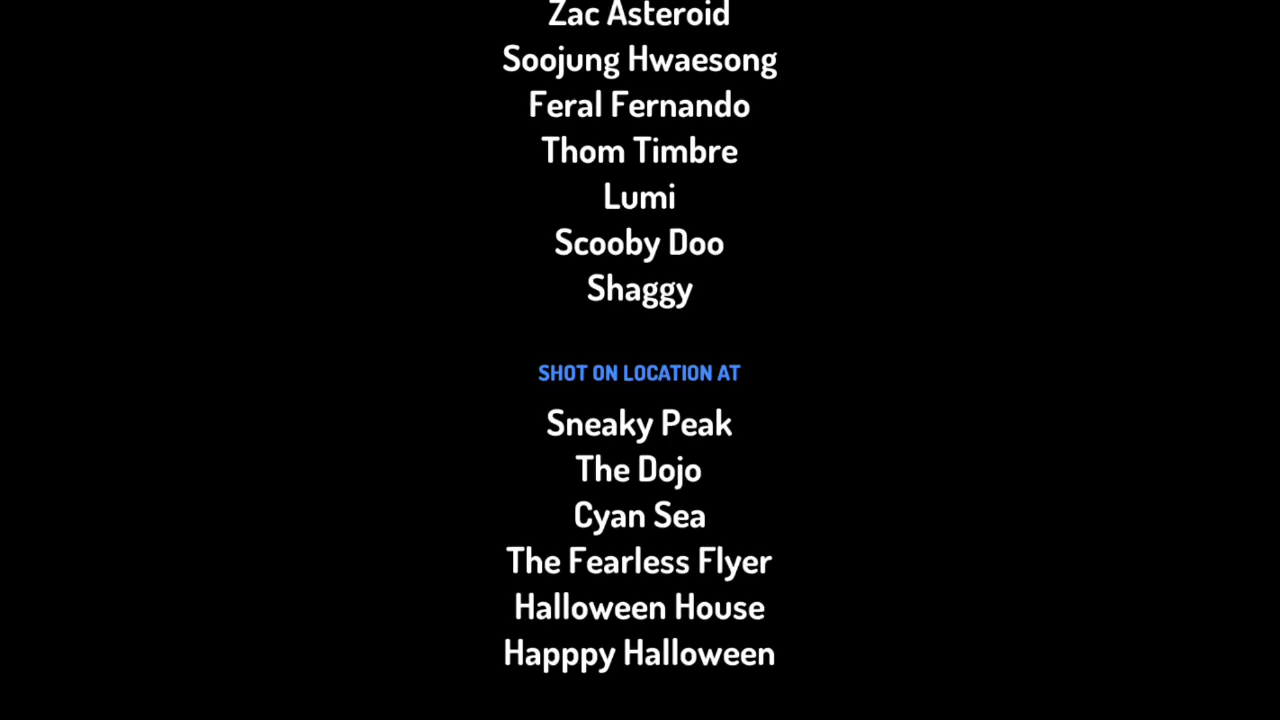 Zac Asteroid
Soojung Hwaesong
Feral Fernando
Thom Timbre
Lumi
Scooby Doo
Shaggy
SHOT ON LOCATION AT
Sneaky Peak
The Dojo
Cyan Sea
The Fearless Flyer
Halloween House
Happpy Halloween